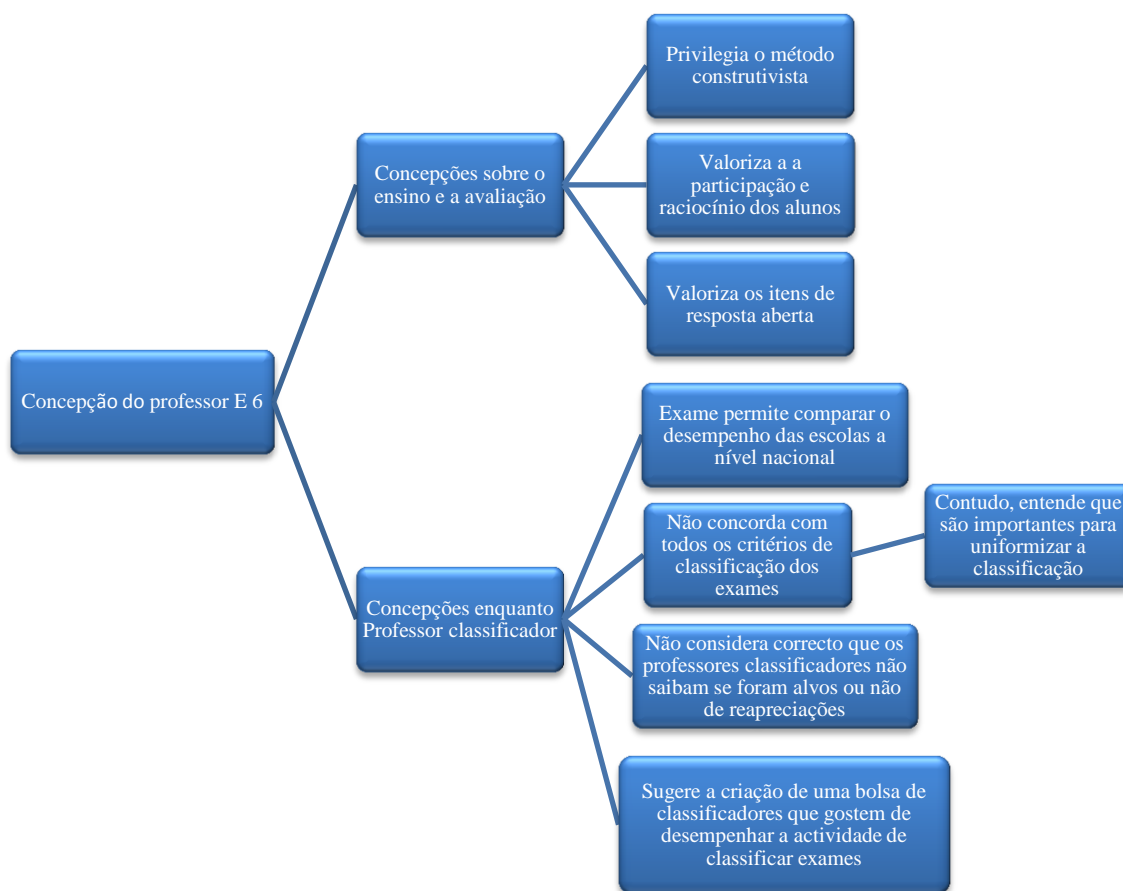 Privilegia o método
construtivista
Concepções sobre o
ensino e a avaliação
Valoriza a a
participação e
raciocínio dos alunos
Valoriza os itens de
resposta aberta
Concepção do professor E 6
Exame permite comparar o
desempenho das escolas a
nível nacional
Não concorda com
todos os critérios de
classificação dos
exames
Contudo, entende que
são importantes para
uniformizar a
classificação
Concepções enquanto
Professor classificador
Não considera correcto que os
professores classificadores não
saibam se foram alvos ou não
de reapreciações
Sugere a criação de uma bolsa de
classificadores que gostem de
desempenhar a actividade de
classificar exames